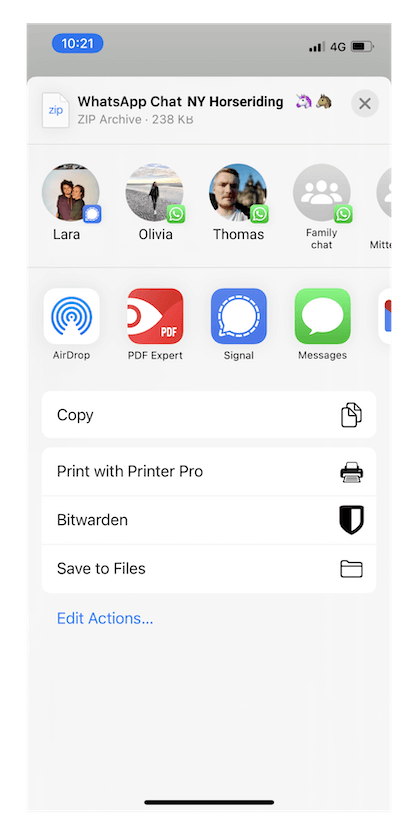 10:21
4G
zip
WhatsApp Chat NY Horseriding 🦄 🐴
ZIP Archive · 238 KB
Lara
Olivia
Thomas
Family
chat
Mitte
PDF
AirDrop
PDF Expert
Signal
Messages
Copy
Print with Printer Pro
Bitwarden
Save to Files
Edit Actions...